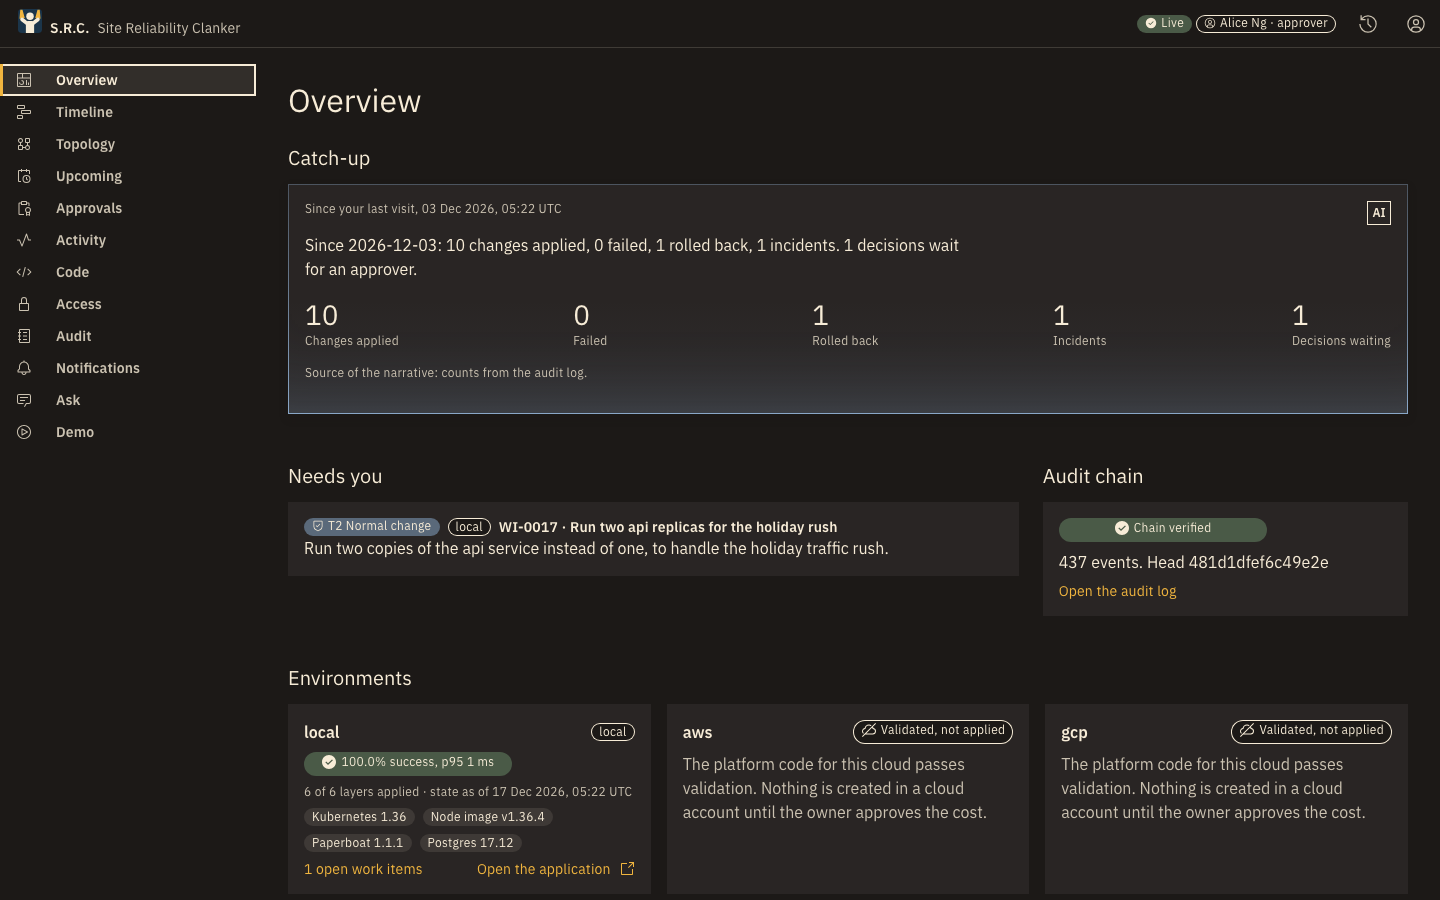 S.R.C. Site Reliability Clanker
Live
Alice Ng · approver
Overview
Timeline
Topology
Upcoming
Approvals
Activity
Code
Access
Audit
Notifications
Ask
Demo
Overview
Catch-up
Since your last visit, 03 Dec 2026, 05:22 UTC
AI
Since 2026-12-03: 10 changes applied, 0 failed, 1 rolled back, 1 incidents. 1 decisions wait
for an approver.
10
Changes applied
0
Failed
1
Rolled back
1
Incidents
1
Decisions waiting
Source of the narrative: counts from the audit log.
Needs you
T2 Normal change local WI-0017 · Run two api replicas for the holiday rush
Run two copies of the api service instead of one, to handle the holiday traffic rush.
Audit chain
Chain verified
437 events. Head 481d1dfef6c49e2e
Open the audit log
Environments
local
local
100.0% success, p95 1 ms
6 of 6 layers applied · state as of 17 Dec 2026, 05:22 UTC
Kubernetes 1.36 Node image v1.36.4
Paperboat 1.1.1 Postgres 17.12
1 open work items Open the application
aws
Validated, not applied
The platform code for this cloud passes
validation. Nothing is created in a cloud
account until the owner approves the cost.
gcp
Validated, not applied
The platform code for this cloud passes
validation. Nothing is created in a cloud
account until the owner approves the cost.